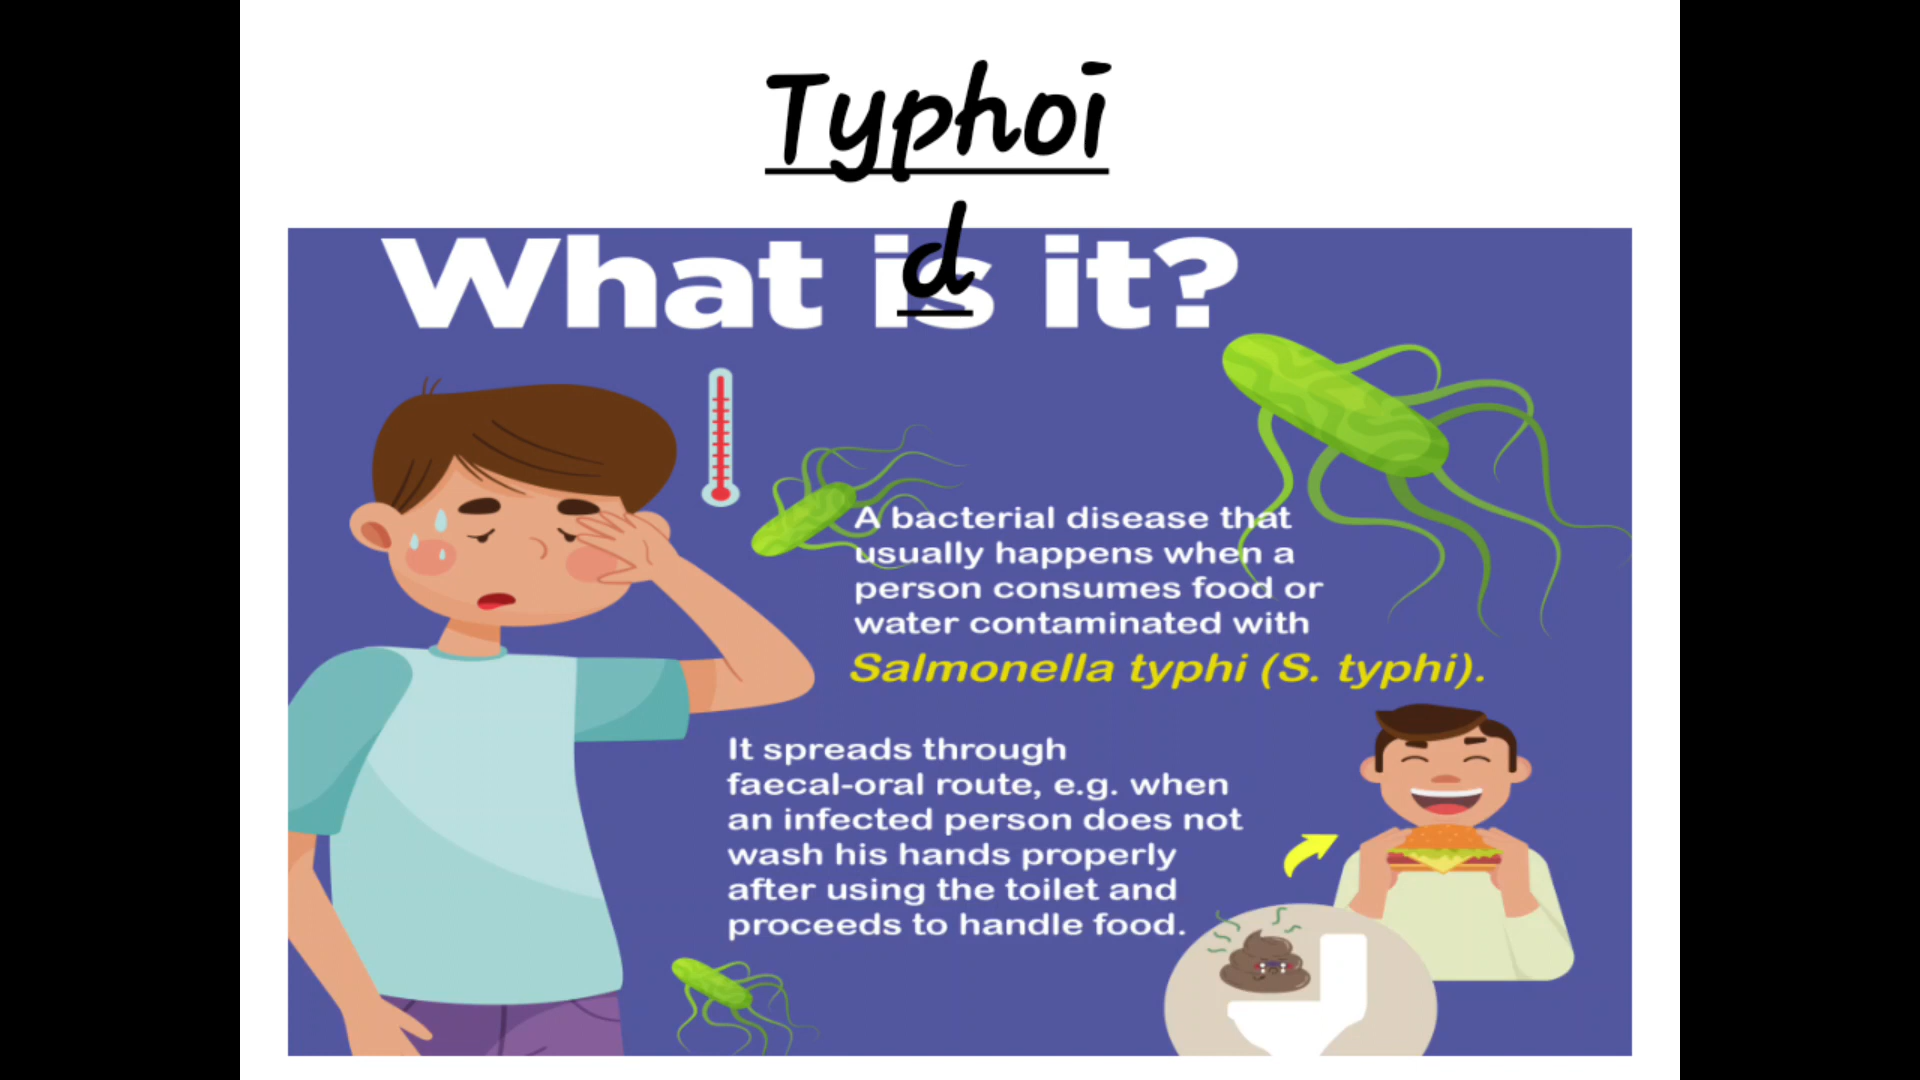 Typhoi
d
What is it?
A bacterial disease that
usually happens when a
person consumes food or
water contaminated with
Salmonella typhi (S. typhi).
It spreads through
faecal-oral route, e.g. when
an infected person does not
wash his hands properly
after using the toilet and
proceeds to handle food.